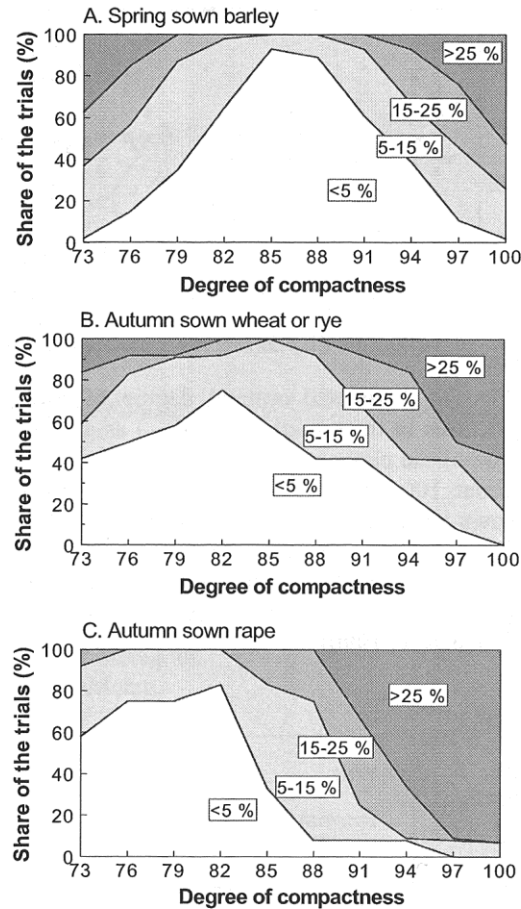 A. Spring sown barley
Share of the trials (%)
100
80
60
40
20
0
>25 %
15-25 %
5-15 %
<5 %
73 76 79 82 85 88 91 94 97 100
Degree of compactness
B. Autumn sown wheat or rye
Share of the trials (%)
100
80
60
40
20
0
>25 %
15-25 %
5-15 %
<5 %
73 76 79 82 85 88 91 94 97 100
Degree of compactness
C. Autumn sown rape
Share of the trials (%)
100
80
60
40
20
0
>25 %
15-25 %
5-15 %
<5 %
73 76 79 82 85 88 91 94 97 100
Degree of compactness